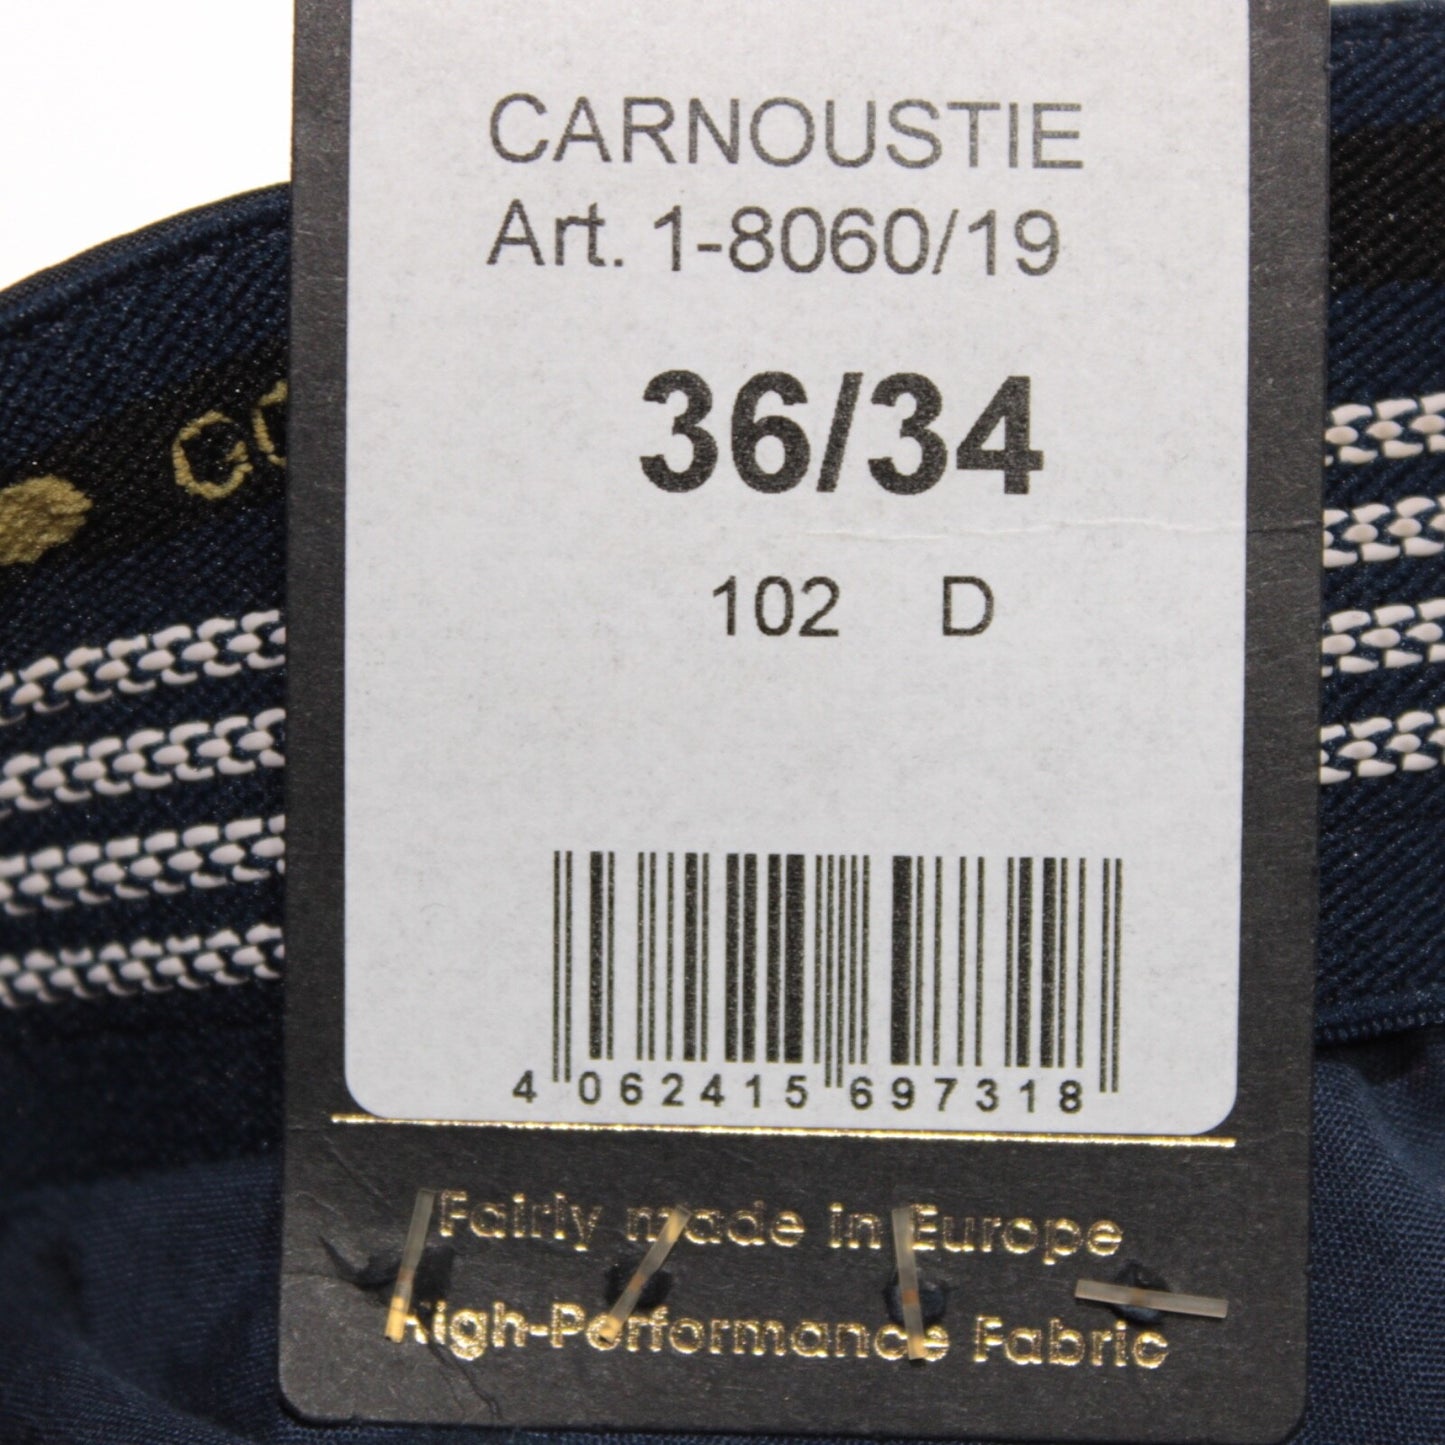 CARNOUSTIE
Art. 1-8060/19
36/34
102 D
4 062415 697318
Fairly made in Europe
High-Performance Fabric